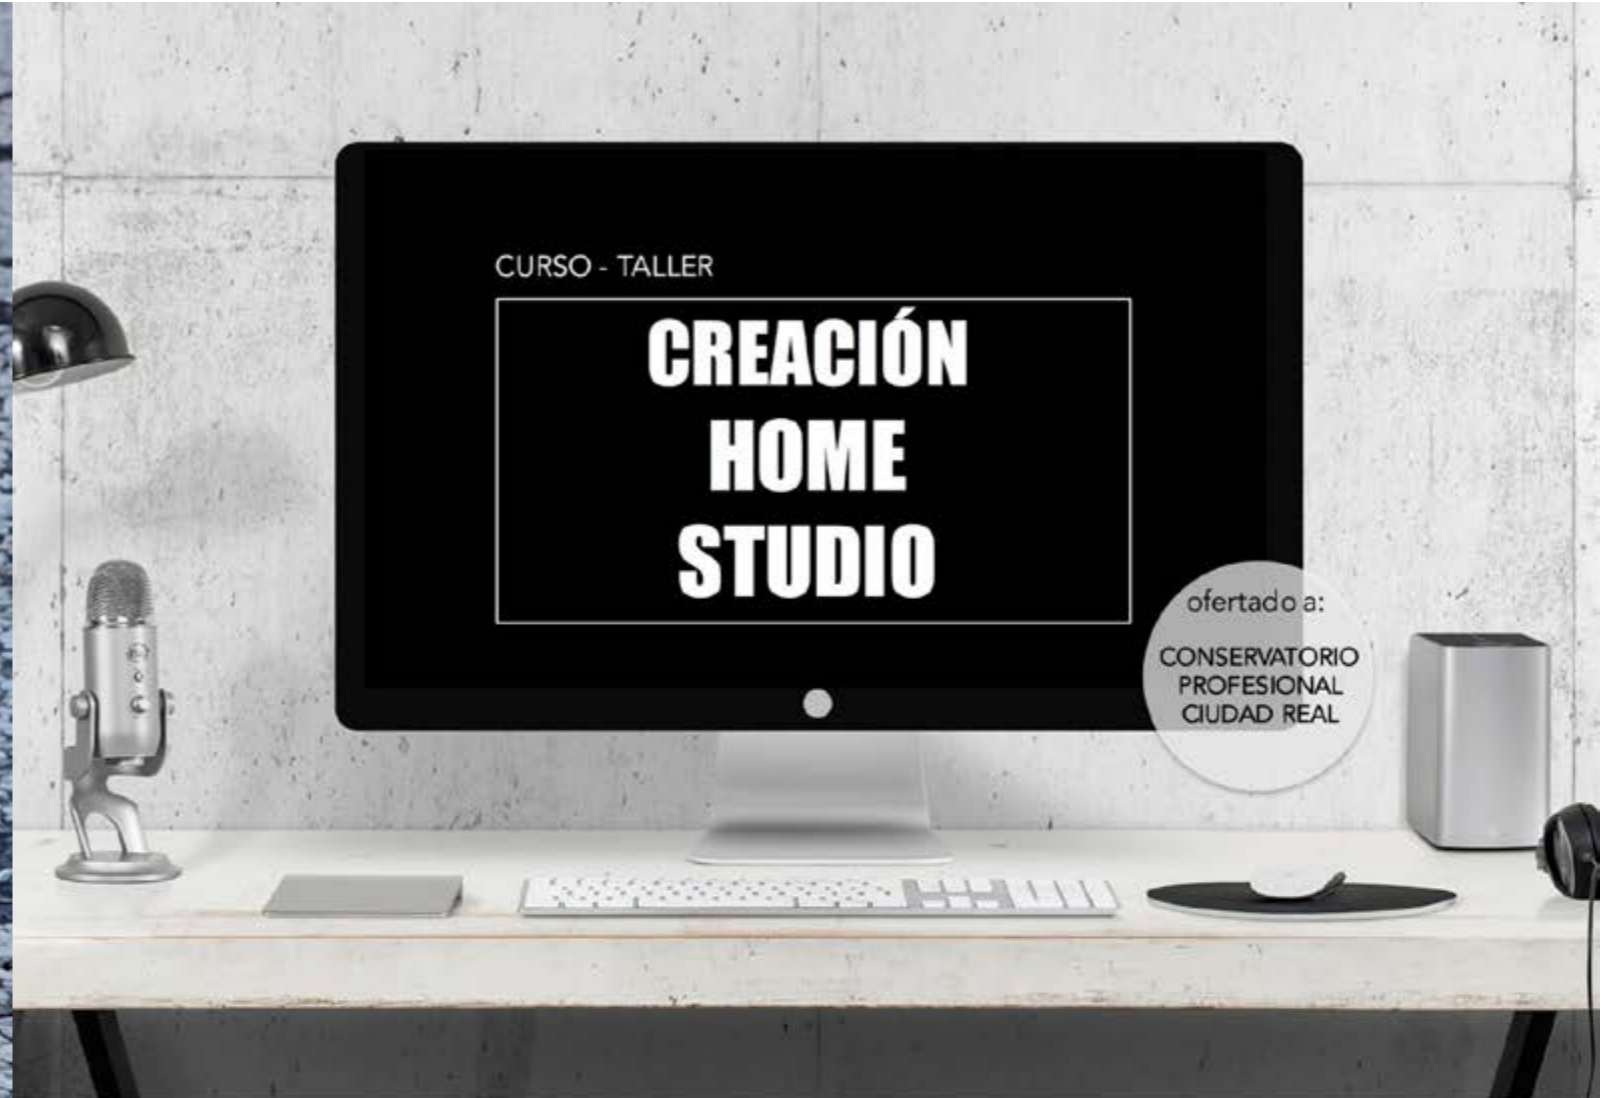 CURSO - TALLER
CREACIÓN
HOME
STUDIO
ofertado a:
CONSERVATORIO
PROFESIONAL
CIUDAD REAL